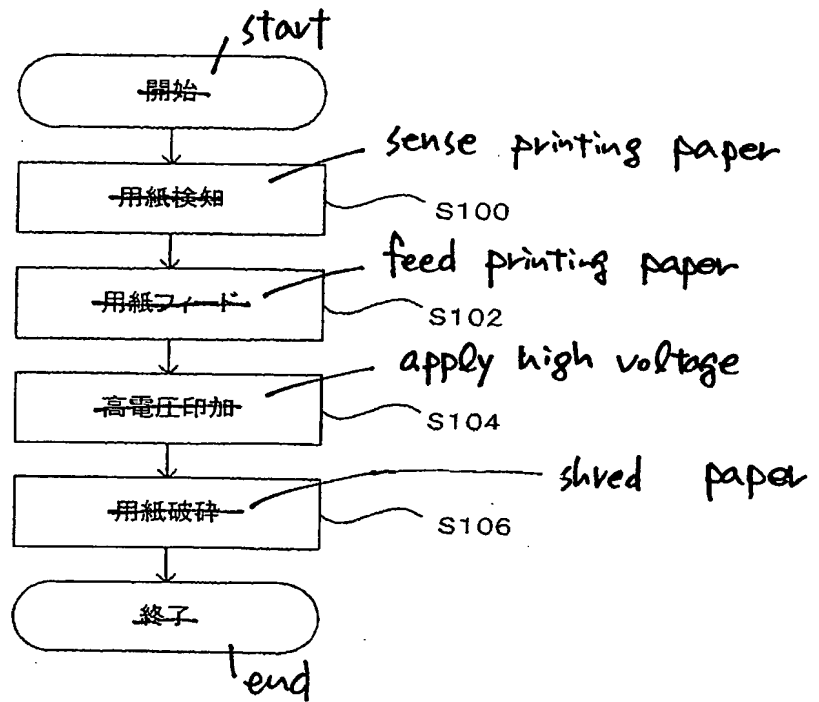 start
開始
sense printing paper
用紙検知
S100
feed printing paper
用紙フィード
S102
apply high voltage
高電圧印加
S104
shred paper
用紙破砕
S106
終了
end